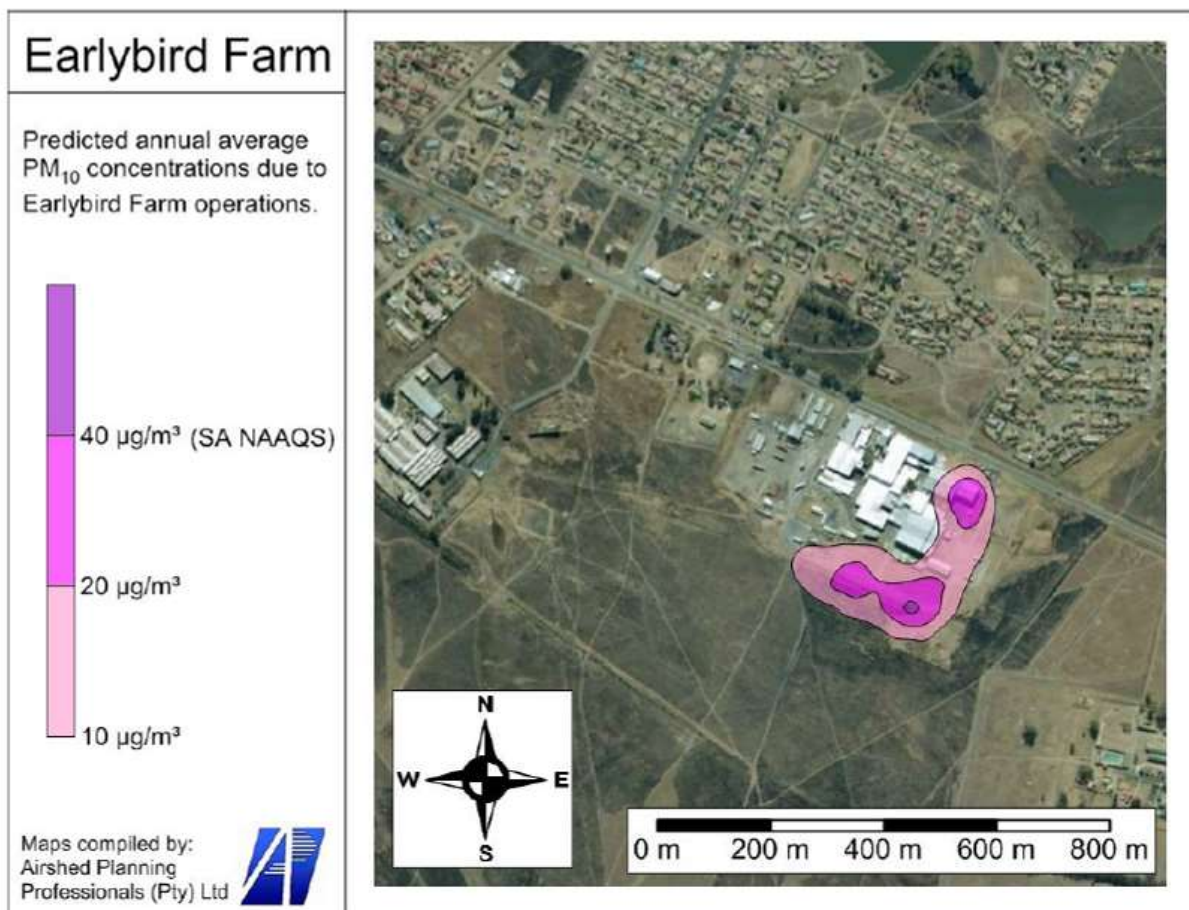 Earlybird Farm
Predicted annual average
PM₁₀ concentrations due to
Earlybird Farm operations.
40 µg/m³ (SA NAAQS)
20 µg/m³
10 µg/m³
Maps compiled by:
Airshed Planning
Professionals (Pty) Ltd
N
W E
S
0 m 200 m 400 m 600 m 800 m